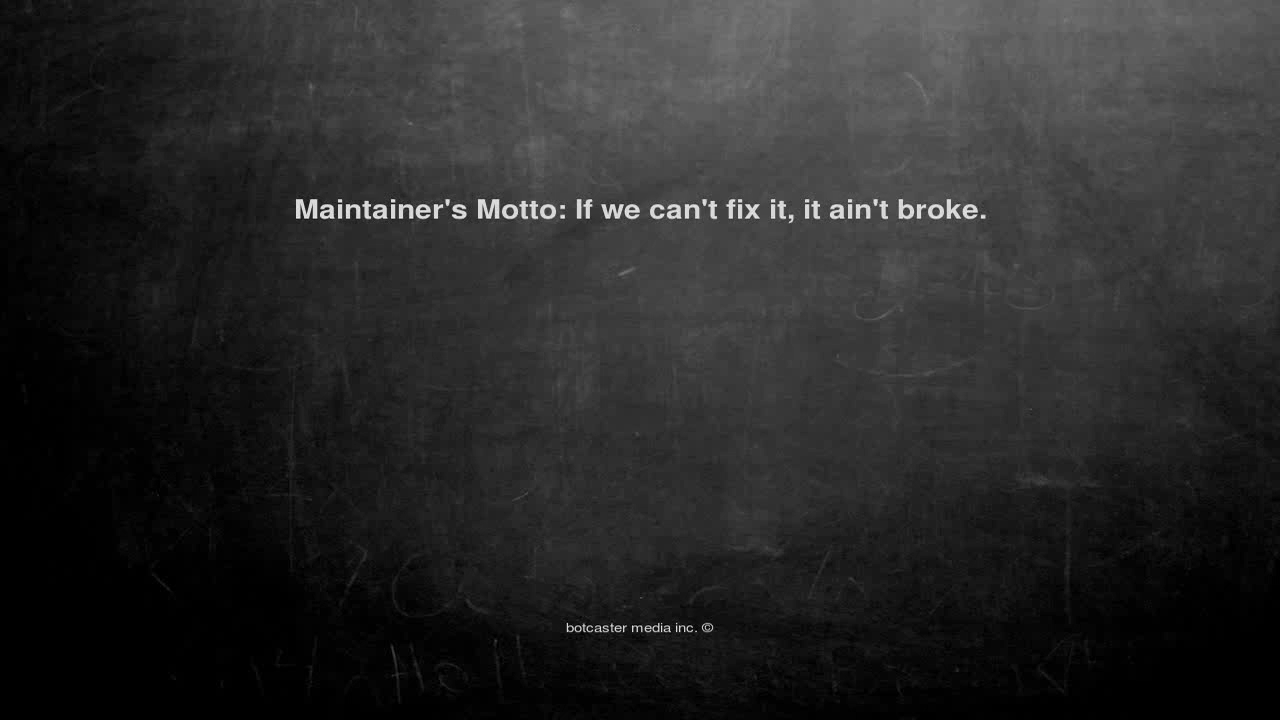 Maintainer's Motto: If we can't fix it, it ain't broke.
botcaster media inc. ©